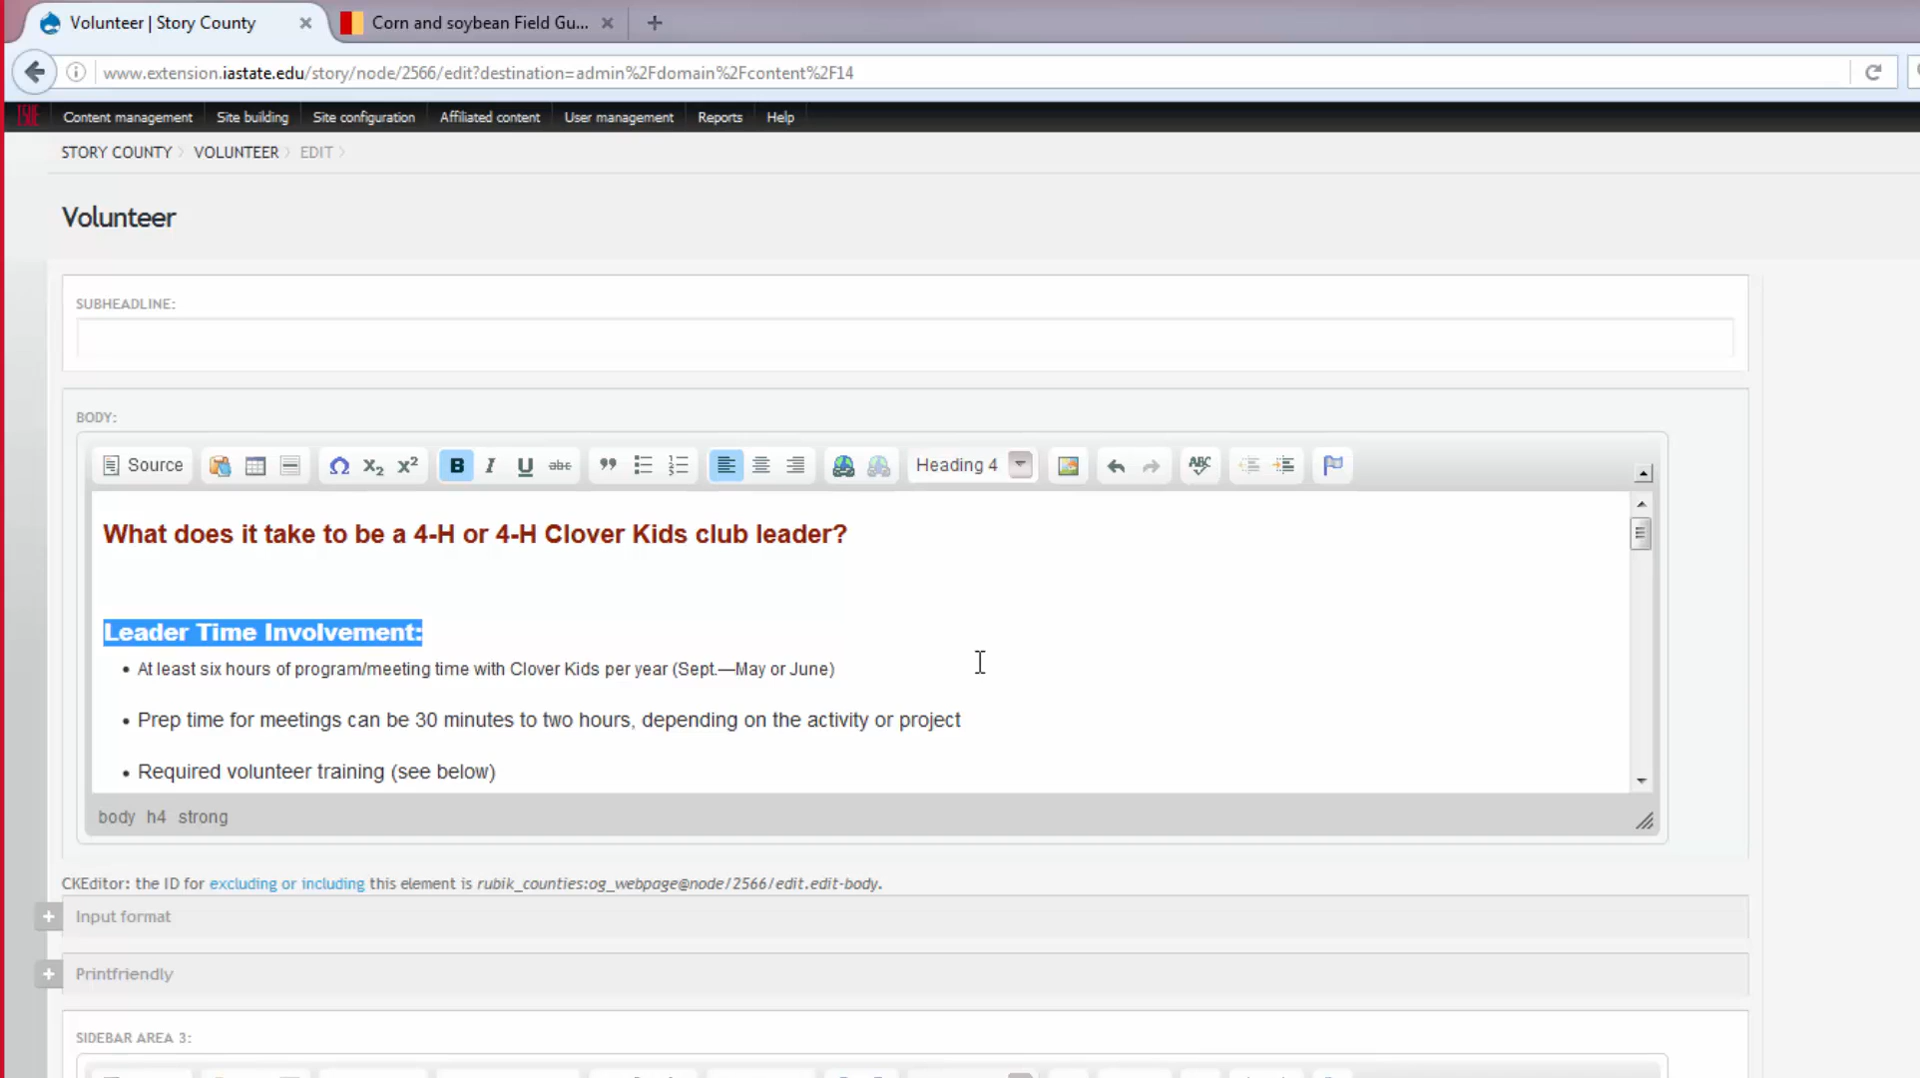 Volunteer | Story County
Corn and soybean Field Gu...
www.extension.iastate.edu/story/node/2566/edit?destination=admin%2Fdomain%2Fcontent%2F14
Content management Site building Site configuration Affiliated content User management Reports Help
STORY COUNTY VOLUNTEER EDIT
Volunteer
SUBHEADLINE:
BODY:
Source Ω X₂ X² B I U abc Heading 4 ABC
What does it take to be a 4-H or 4-H Clover Kids club leader?
Leader Time Involvement:
• At least six hours of program/meeting time with Clover Kids per year (Sept.—May or June)
• Prep time for meetings can be 30 minutes to two hours, depending on the activity or project
• Required volunteer training (see below)
body h4 strong
CKEditor: the ID for excluding or including this element is rubik_counties:og_webpage@node/2566/edit.edit-body.
Input format
Printfriendly
SIDEBAR AREA 3: